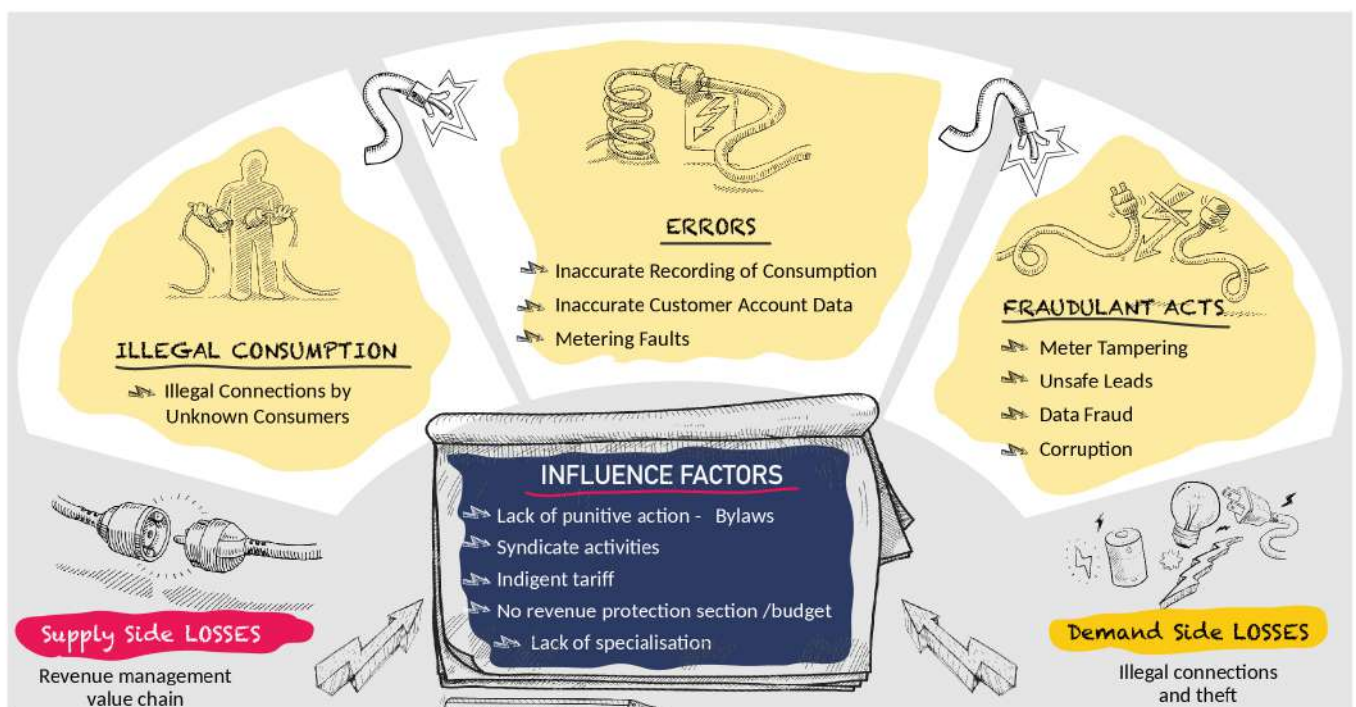 ERRORS
Inaccurate Recording of Consumption
Inaccurate Customer Account Data
Metering Faults
ILLEGAL CONSUMPTION
Illegal Connections by
Unknown Consumers
FRAUDULANT ACTS
Meter Tampering
Unsafe Leads
Data Fraud
Corruption
INFLUENCE FACTORS
Lack of punitive action - Bylaws
Syndicate activities
Indigent tariff
No revenue protection section /budget
Lack of specialisation
Supply Side LOSSES
Revenue management
value chain
Demand Side LOSSES
Illegal connections
and theft